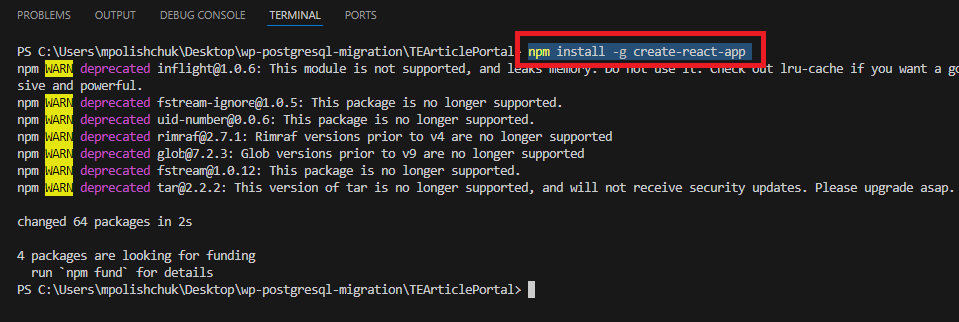 PROBLEMS OUTPUT DEBUG CONSOLE TERMINAL PORTS
PS C:\Users\mpolishchuk\Desktop\wp-postgresql-migration\TEArticlePortal> npm install -g create-react-app
npm WARN deprecated inflight@1.0.6: This module is not supported, and leaks memory. Do not use it. Check out lru-cache if you want a go
sive and powerful.
npm WARN deprecated fstream-ignore@1.0.5: This package is no longer supported.
npm WARN deprecated uid-number@0.0.6: This package is no longer supported.
npm WARN deprecated rimraf@2.7.1: Rimraf versions prior to v4 are no longer supported
npm WARN deprecated glob@7.2.3: Glob versions prior to v9 are no longer supported
npm WARN deprecated fstream@1.0.12: This package is no longer supported.
npm WARN deprecated tar@2.2.2: This version of tar is no longer supported, and will not receive security updates. Please upgrade asap.
changed 64 packages in 2s
4 packages are looking for funding
run `npm fund` for details
PS C:\Users\mpolishchuk\Desktop\wp-postgresql-migration\TEArticlePortal>